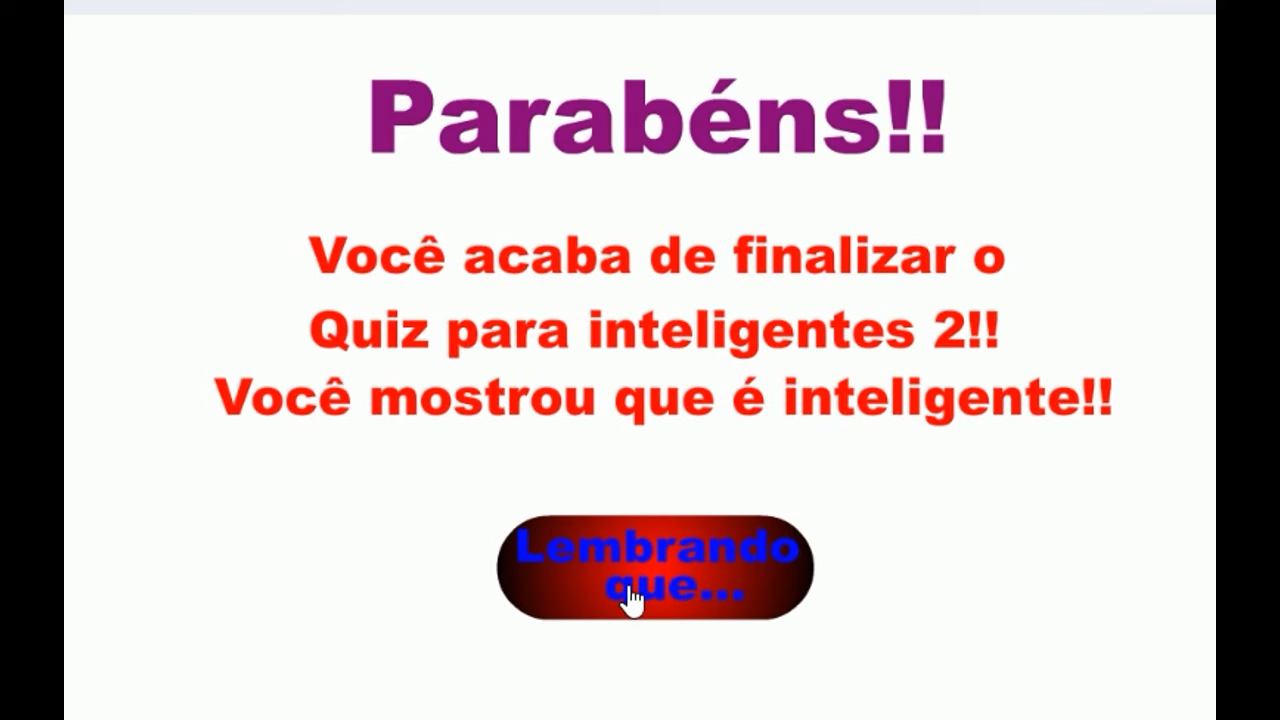 Parabéns!!
Você acaba de finalizar o
Quiz para inteligentes 2!!
Você mostrou que é inteligente!!
Lembrando
que...